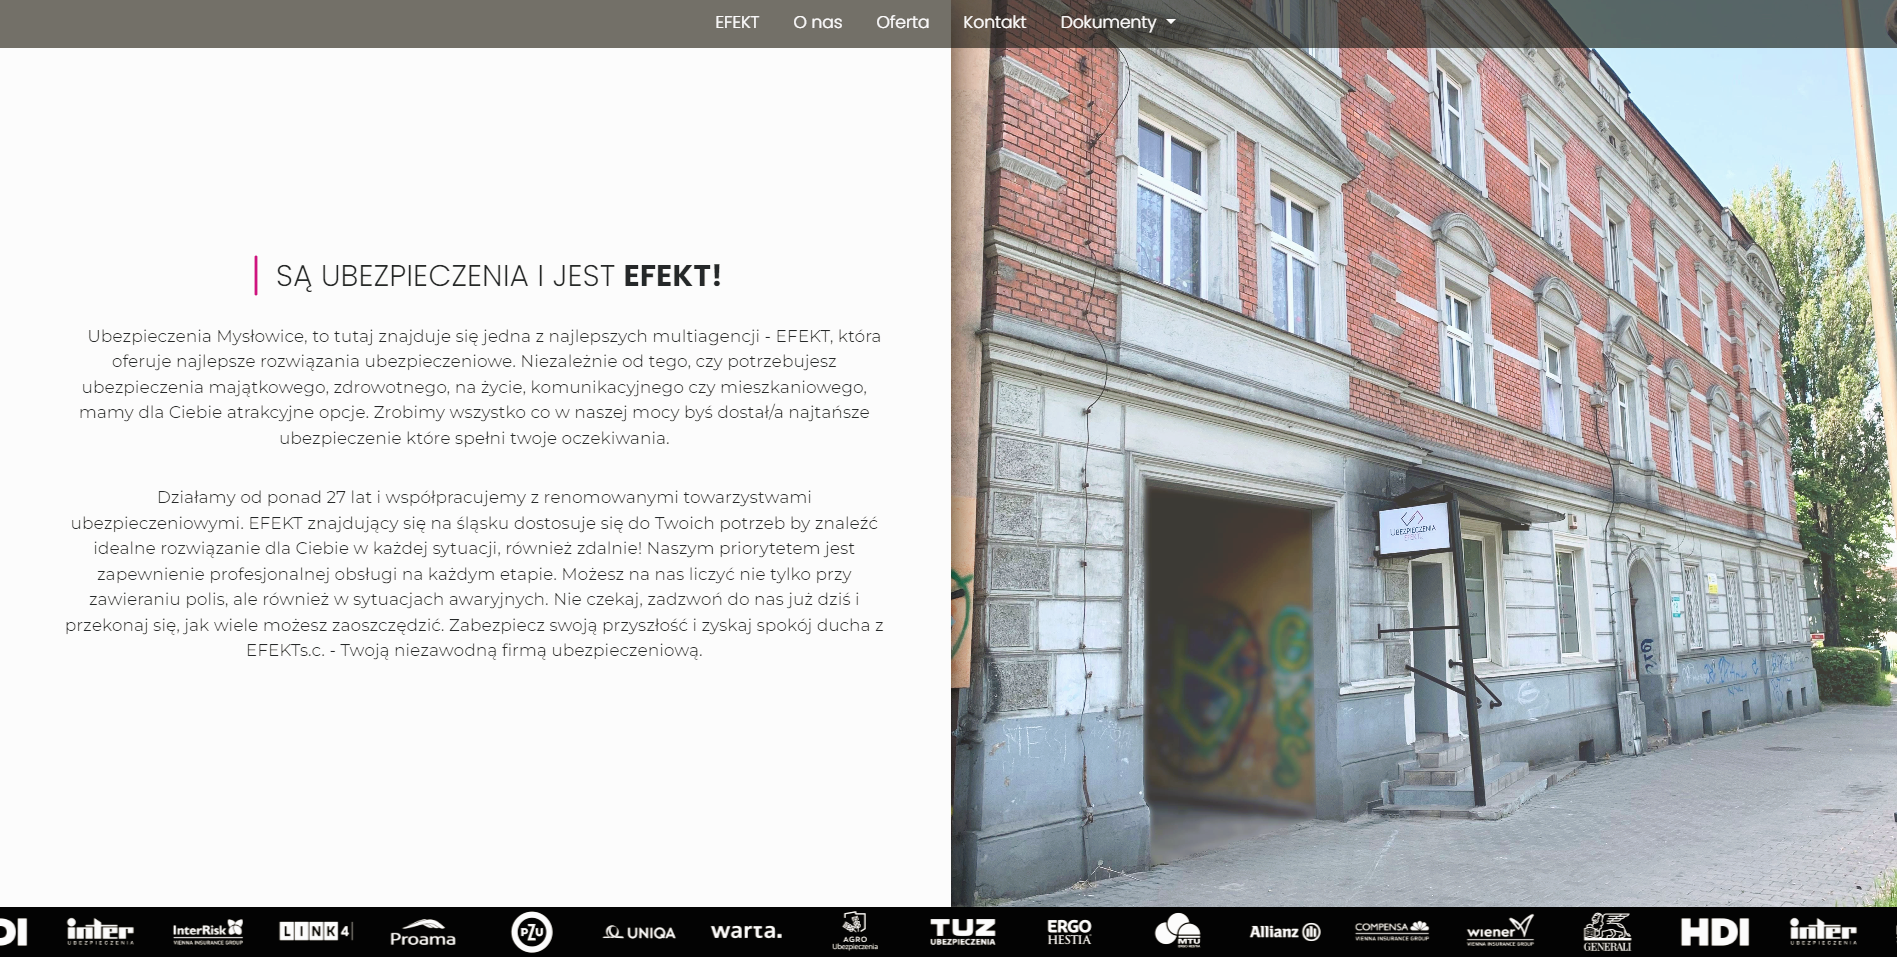 EFEKT O nas Oferta Kontakt Dokumenty
SĄ UBEZPIECZENIA I JEST EFEKT!
Ubezpieczenia Mysłowice, to tutaj znajduje się jedna z najlepszych multiagencji - EFEKT, która
oferuje najlepsze rozwiązania ubezpieczeniowe. Niezależnie od tego, czy potrzebujesz
ubezpieczenia majątkowego, zdrowotnego, na życie, komunikacyjnego czy mieszkaniowego,
mamy dla Ciebie atrakcyjne opcje. Zrobimy wszystko co w naszej mocy byś dostał/a najtańsze
ubezpieczenie które spełni twoje oczekiwania.
Działamy od ponad 27 lat i współpracujemy z renomowanymi towarzystwami
ubezpieczeniowymi. EFEKT znajdujący się na śląsku dostosuje się do Twoich potrzeb by znaleźć
idealne rozwiązanie dla Ciebie w każdej sytuacji, również zdalnie! Naszym priorytetem jest
zapewnienie profesjonalnej obsługi na każdym etapie. Możesz na nas liczyć nie tylko przy
zawieraniu polis, ale również w sytuacjach awaryjnych. Nie czekaj, zadzwoń do nas już dziś i
przekonaj się, jak wiele możesz zaoszczędzić. Zabezpiecz swoją przyszłość i zyskaj spokój ducha z
EFEKTs.c. - Twoją niezawodną firmą ubezpieczeniową.
UBEZPIECZENIA
DI
inter
UBEZPIECZENIA
InterRisk
VIENNA INSURANCE GROUP
LINK4
Proama
PZU
UNIQA
warta.
AGRO
Ubezpieczenia
TUZ
UBEZPIECZENIA
ERGO
HESTIA
MTU
Allianz
COMPENSA
VIENNA INSURANCE GROUP
wiener
VIENNA INSURANCE GROUP
GENERALI
HDI
inter
UBEZPIECZENIA